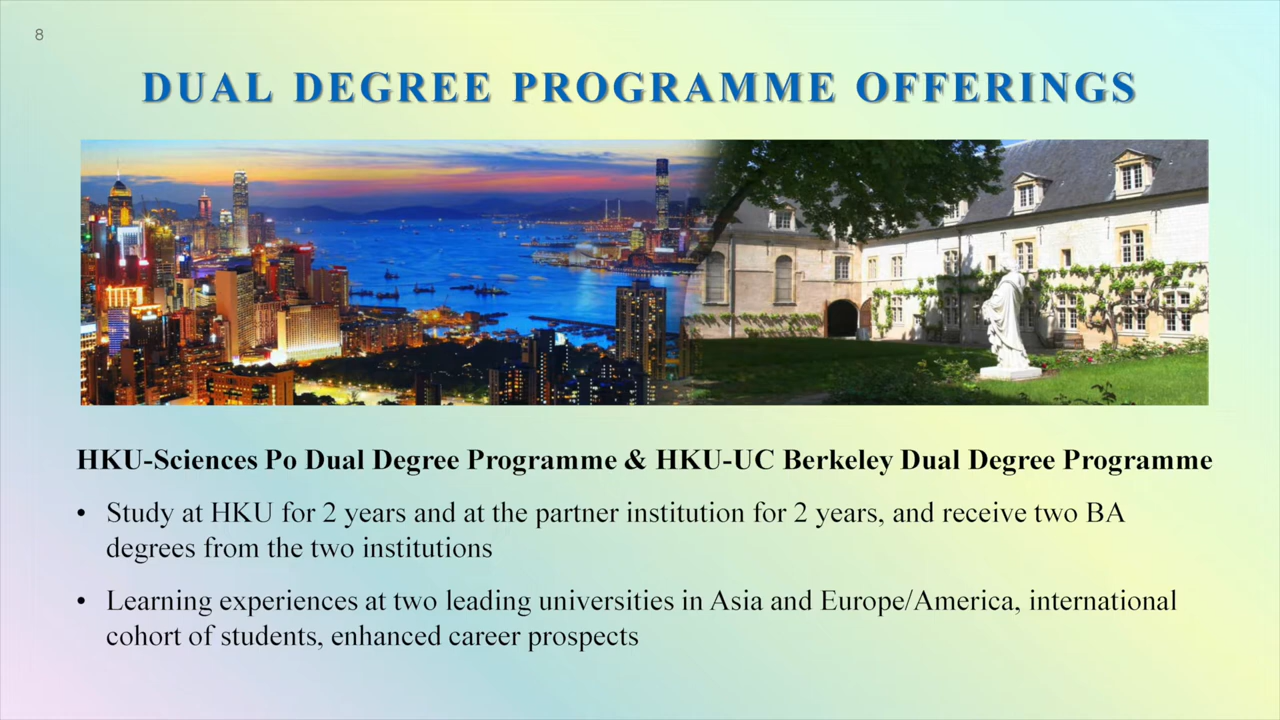 8
DUAL DEGREE PROGRAMME OFFERINGS
HKU-Sciences Po Dual Degree Programme & HKU-UC Berkeley Dual Degree Programme
• Study at HKU for 2 years and at the partner institution for 2 years, and receive two BA
degrees from the two institutions
• Learning experiences at two leading universities in Asia and Europe/America, international
cohort of students, enhanced career prospects